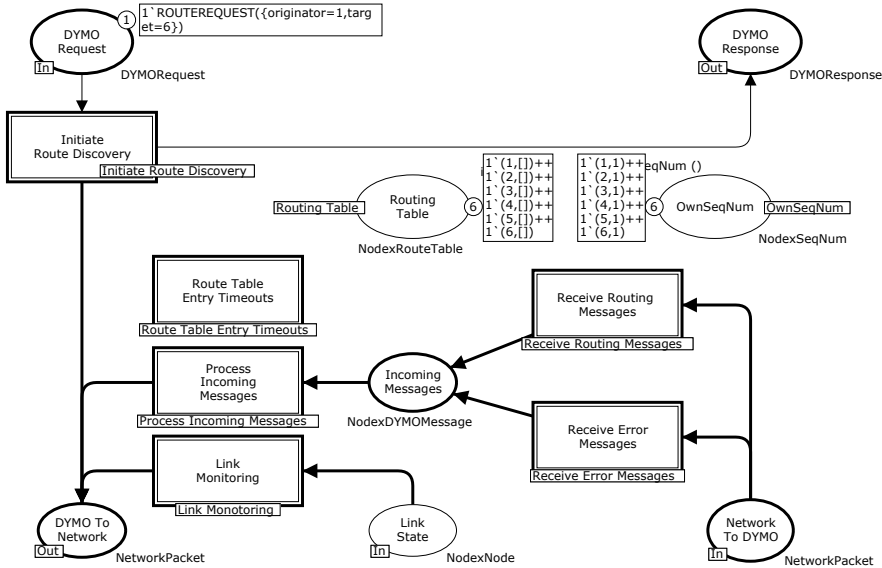 1
1`ROUTEREQUEST({originator=1,targ
et=6})
DYMO
Request
In
DYMORequest
DYMO
Response
Out
DYMOResponse
Initiate
Route Discovery
Initiate Route Discovery
Routing Table
Routing
Table
6
NodexRouteTable
1`(1,[])++
1`(2,[])++
1`(3,[])++
1`(4,[])++
1`(5,[])++
1`(6,[])
1`(1,1)++
1`(2,1)++
1`(3,1)++
1`(4,1)++
1`(5,1)++
1`(6,1)
eqNum ()
6
OwnSeqNum
OwnSeqNum
NodexSeqNum
Route Table
Entry Timeouts
Route Table Entry Timeouts
Receive Routing
Messages
Receive Routing Messages
Process
Incoming
Messages
Process Incoming Messages
Incoming
Messages
NodexDYMOMessage
Receive Error
Messages
Receive Error Messages
Link
Monitoring
Link Monotoring
DYMO To
Network
Out
NetworkPacket
Link
State
In
NodexNode
Network
To DYMO
In
NetworkPacket